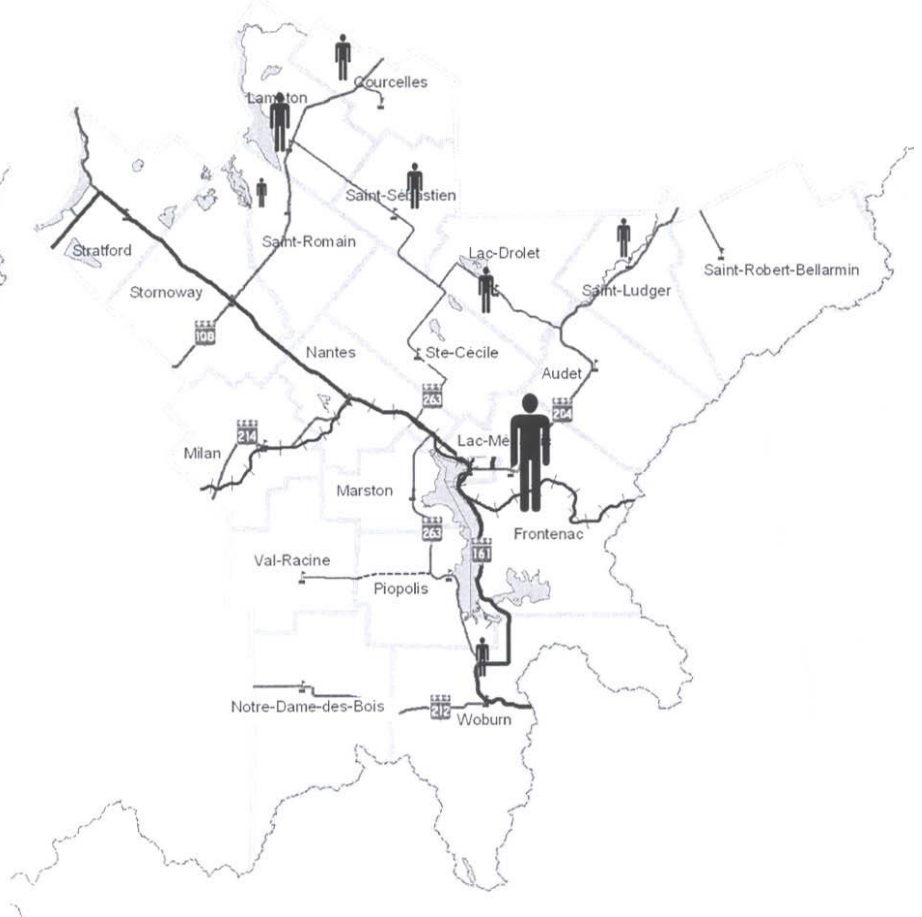 Courcelles
Saint-Sébastien
Saint-Romain
Stratford
Lac-Drolet
Saint-Robert-Bellarmin
Stornoway
Saint-Ludger
108
Nantes
Ste-Cécile
Audet
263
204
214
Milan
Marston
263
Frontenac
161
Val-Racine
Piopolis
Notre-Dame-des-Bois
212
Woburn